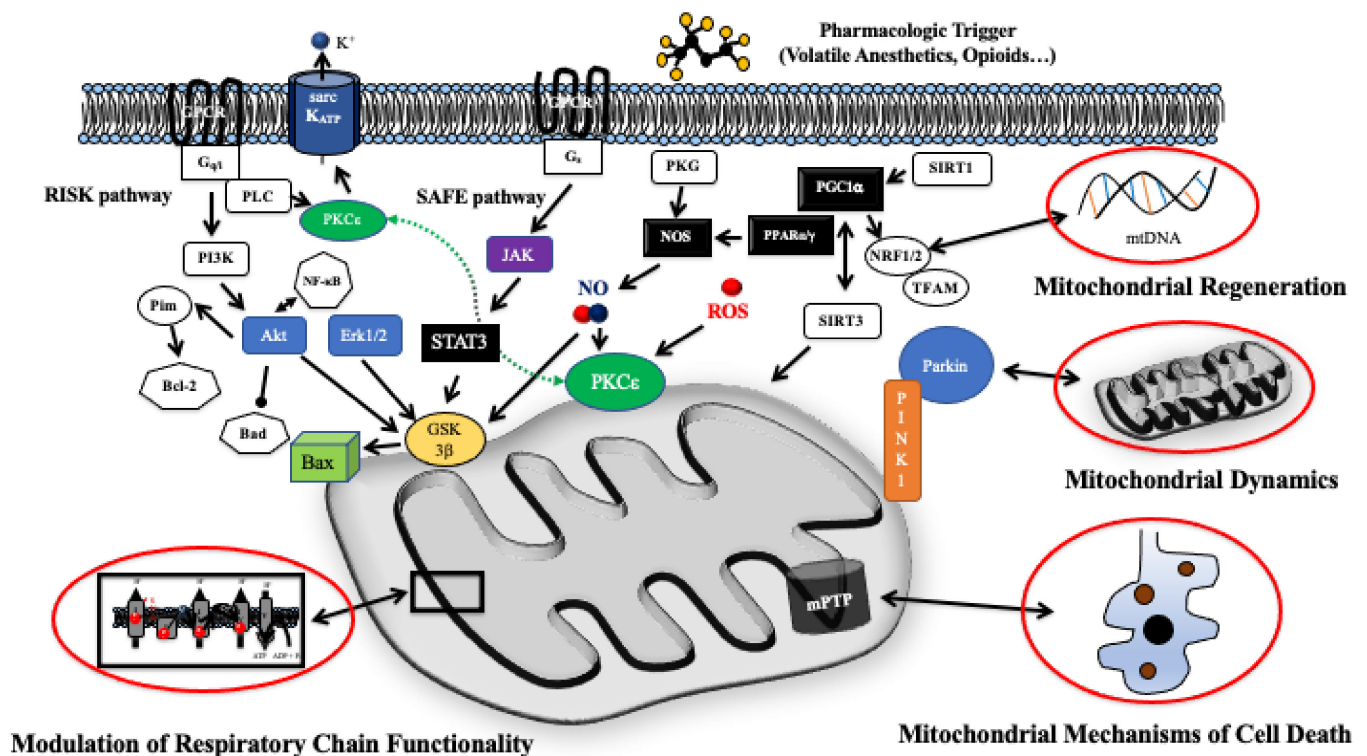 K+
Pharmacologic Trigger
(Volatile Anesthetics, Opioids…)
GPCR
sarc
KATP
GPCR
Gq/i
Gs
PKG
SIRT1
PGC1α
RISK pathway
PLC
SAFE pathway
PKCε
NOS
PPARα/γ
NRF1/2
mtDNA
JAK
PI3K
NF-κB
TFAM
Mitochondrial Regeneration
NO
ROS
Pim
Akt
Erk1/2
STAT3
SIRT3
Parkin
PKCε
Bcl-2
PINK1
Bad
GSK
3β
Bax
Mitochondrial Dynamics
mPTP
H+
H+
H+
H+
ATP
Modulation of Respiratory Chain Functionality
Mitochondrial Mechanisms of Cell Death